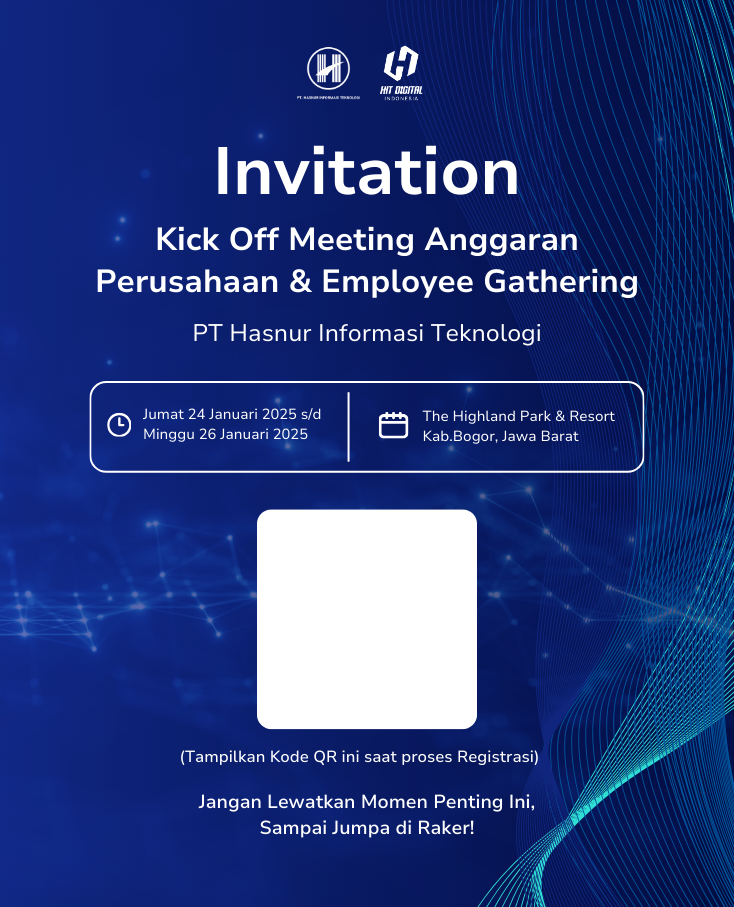 PT. HASNUR INFORMASI TEKNOLOGI
HIT DIGITAL
INDONESIA
Invitation
Kick Off Meeting Anggaran
Perusahaan & Employee Gathering
PT Hasnur Informasi Teknologi
Jumat 24 Januari 2025 s/d
Minggu 26 Januari 2025
The Highland Park & Resort
Kab.Bogor, Jawa Barat
(Tampilkan Kode QR ini saat proses Registrasi)
Jangan Lewatkan Momen Penting Ini,
Sampai Jumpa di Raker!